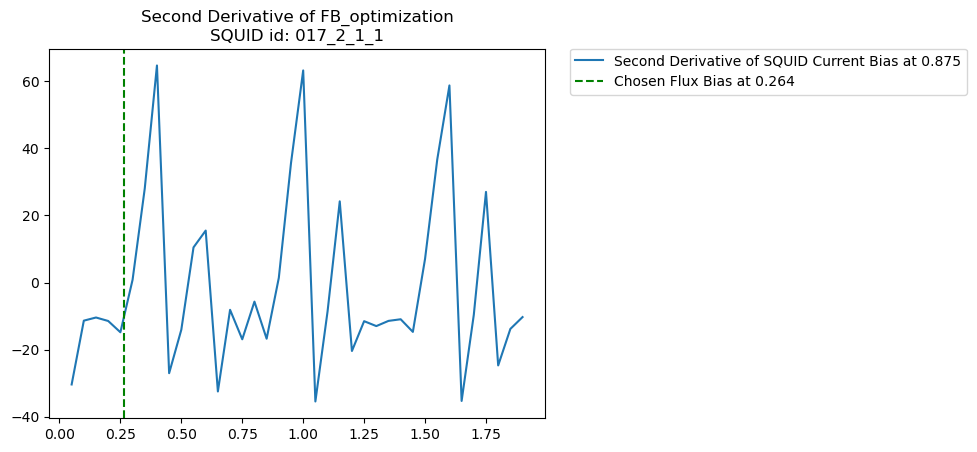 Second Derivative of FB_optimization
SQUID id: 017_2_1_1
Second Derivative of SQUID Current Bias at 0.875
Chosen Flux Bias at 0.264
60
40
20
0
−20
−40
0.00 0.25 0.50 0.75 1.00 1.25 1.50 1.75